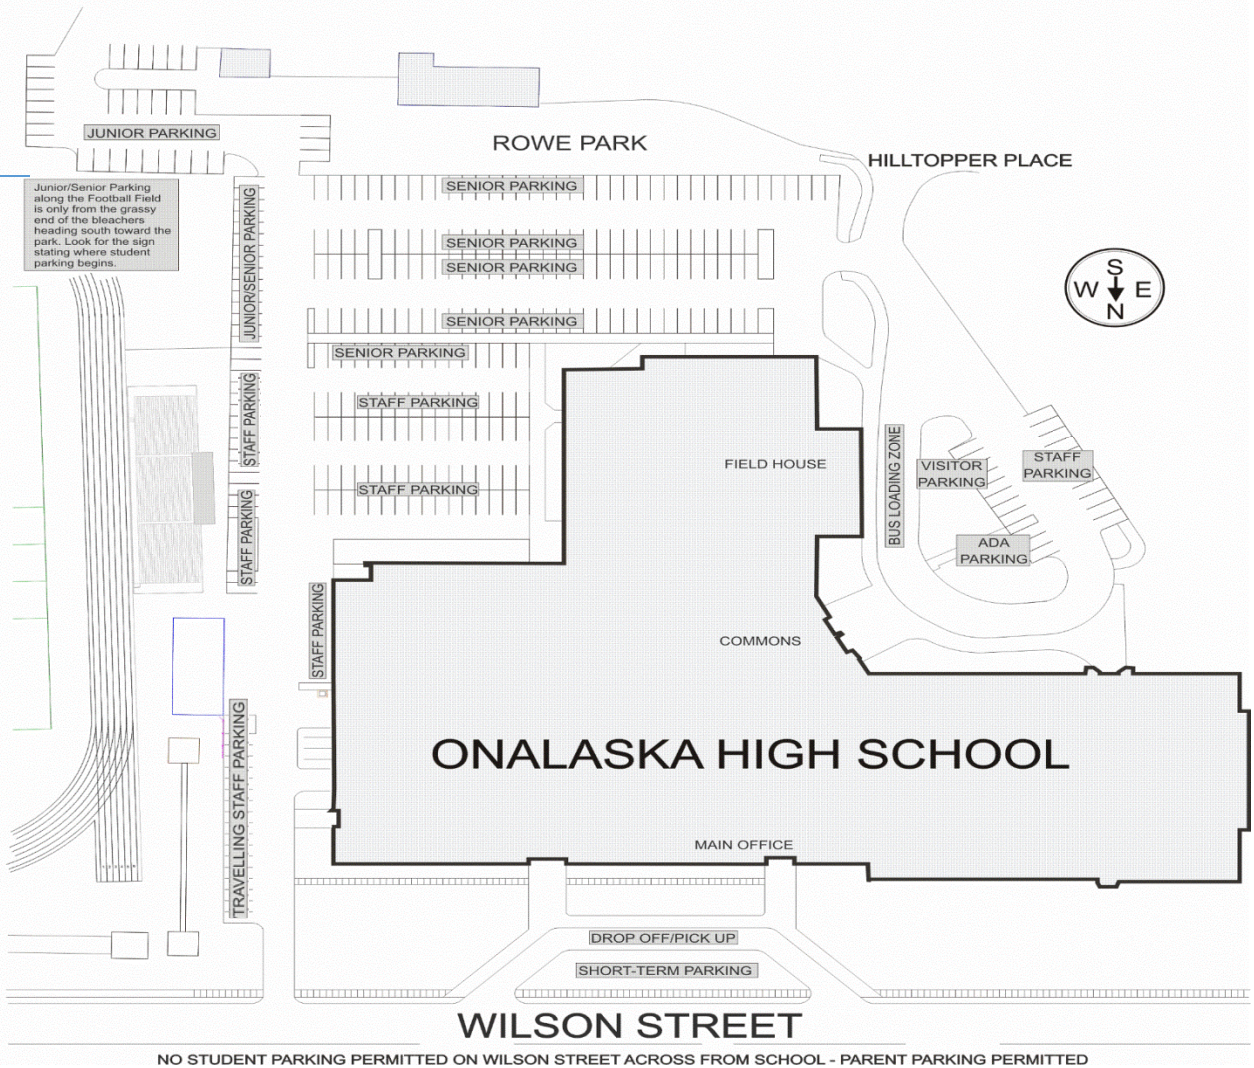 JUNIOR PARKING
ROWE PARK
HILLTOPPER PLACE
SENIOR PARKING
Junior/Senior Parking
along the Football Field
is only from the grassy
end of the bleachers
heading south toward the
park. Look for the sign
stating where student
parking begins.
JUNIOR/SENIOR PARKING
SENIOR PARKING
SENIOR PARKING
S
W E
N
SENIOR PARKING
SENIOR PARKING
STAFF PARKING
STAFF PARKING
FIELD HOUSE
BUS LOADING ZONE
VISITOR
PARKING
STAFF
PARKING
STAFF PARKING
STAFF PARKING
ADA
PARKING
STAFF PARKING
COMMONS
TRAVELLING STAFF PARKING
ONALASKA HIGH SCHOOL
MAIN OFFICE
DROP OFF/PICK UP
SHORT-TERM PARKING
WILSON STREET
NO STUDENT PARKING PERMITTED ON WILSON STREET ACROSS FROM SCHOOL - PARENT PARKING PERMITTED